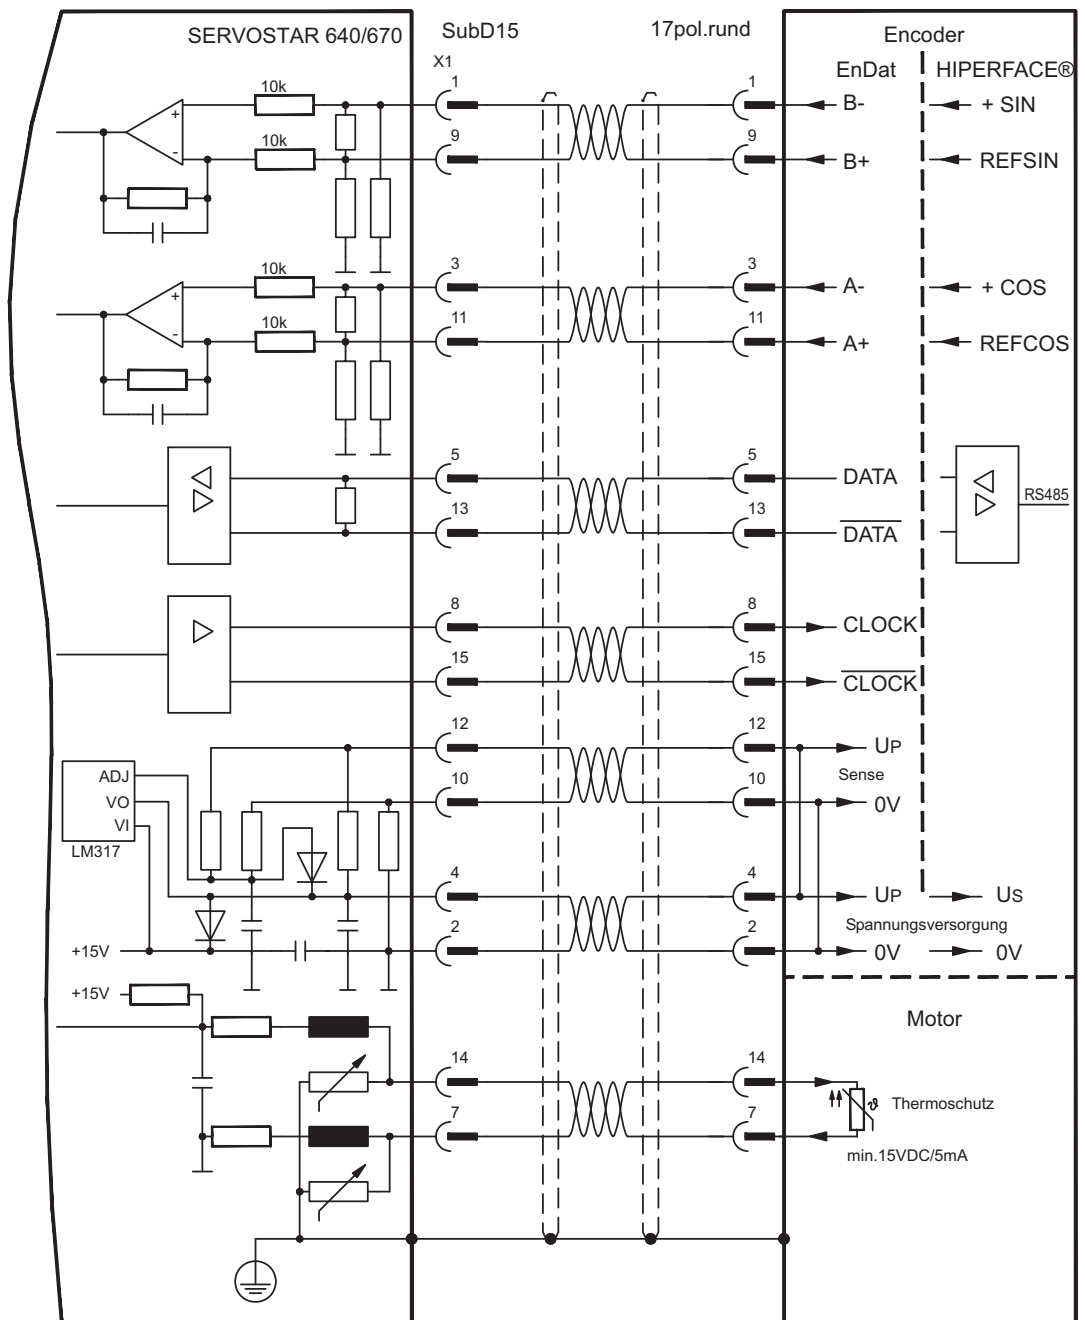 SERVOSTAR 640/670
SubD15
17pol.rund
Encoder
X1
EnDat
HIPERFACE®
10k
1
1
B-
+ SIN
+
10k
9
9
-
B+
REFSIN
10k
3
3
A-
+ COS
+
10k
11
11
-
A+
REFCOS
5
5
DATA
RS485
13
13
DATA
8
8
CLOCK
15
15
CLOCK
12
12
UP
ADJ
Sense
VO
10
10
0V
VI
LM317
4
4
UP
US
Spannungsversorgung
+15V
2
2
0V
0V
+15V
Motor
14
14
ϑ
Thermoschutz
7
7
min.15VDC/5mA